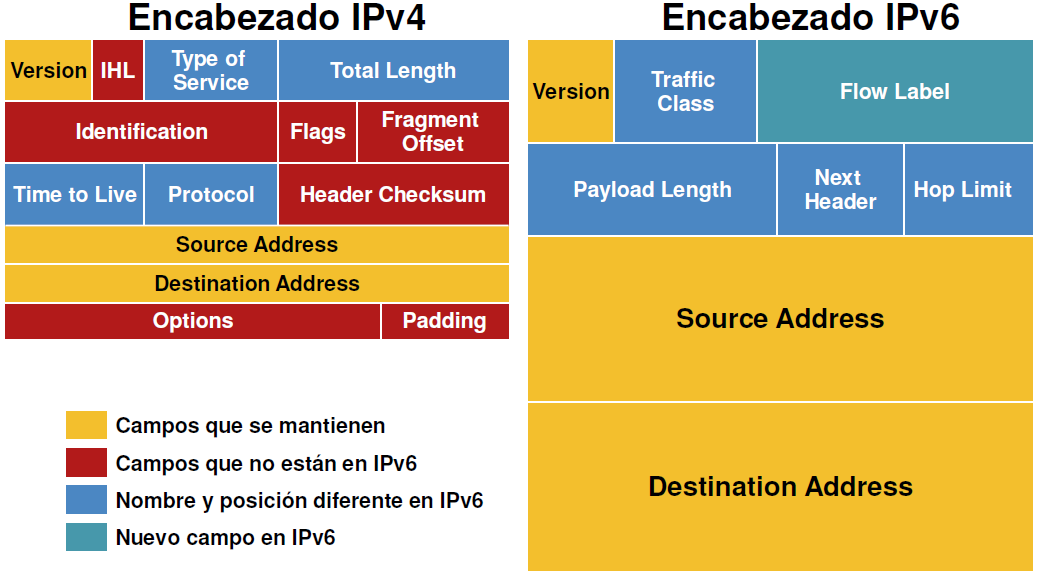 Encabezado IPv4
Version
IHL
Type of
Service
Total Length
Identification
Flags
Fragment
Offset
Time to Live
Protocol
Header Checksum
Source Address
Destination Address
Options
Padding
Campos que se mantienen
Campos que no están en IPv6
Nombre y posición diferente en IPv6
Nuevo campo en IPv6
Encabezado IPv6
Version
Traffic
Class
Flow Label
Payload Length
Next
Header
Hop Limit
Source Address
Destination Address